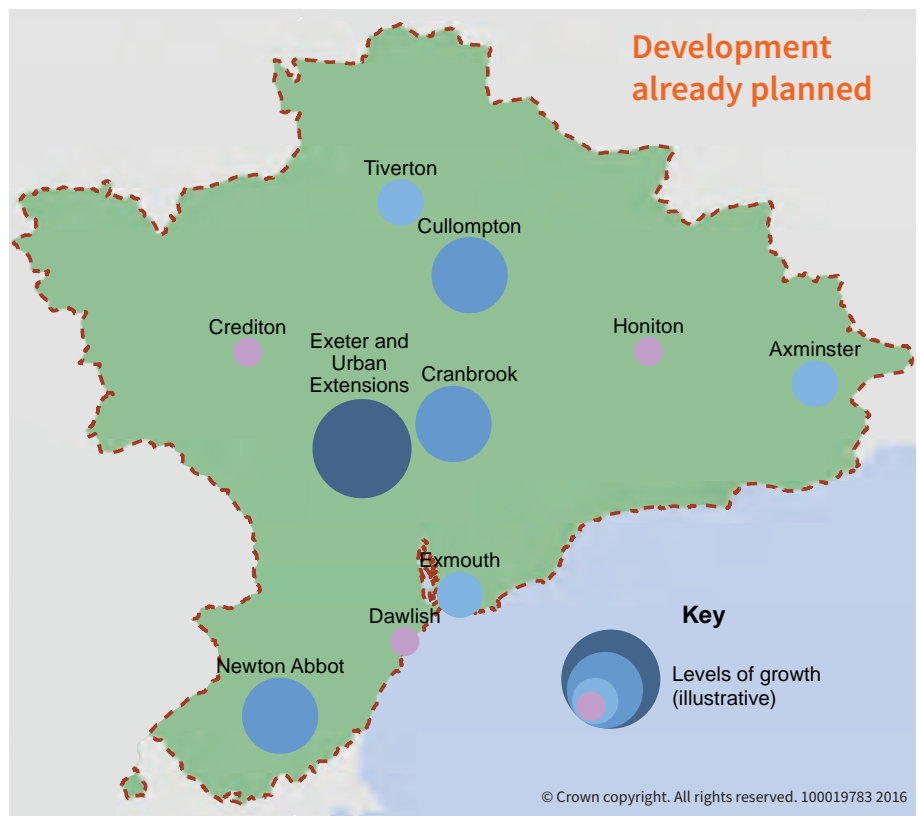 Development
already planned
Tiverton
Cullompton
Crediton
Honiton
Exeter and
Urban
Extensions
Axminster
Cranbrook
Exmouth
Dawlish
Newton Abbot
Key
Levels of growth
(illustrative)
© Crown copyright. All rights reserved. 100019783 2016